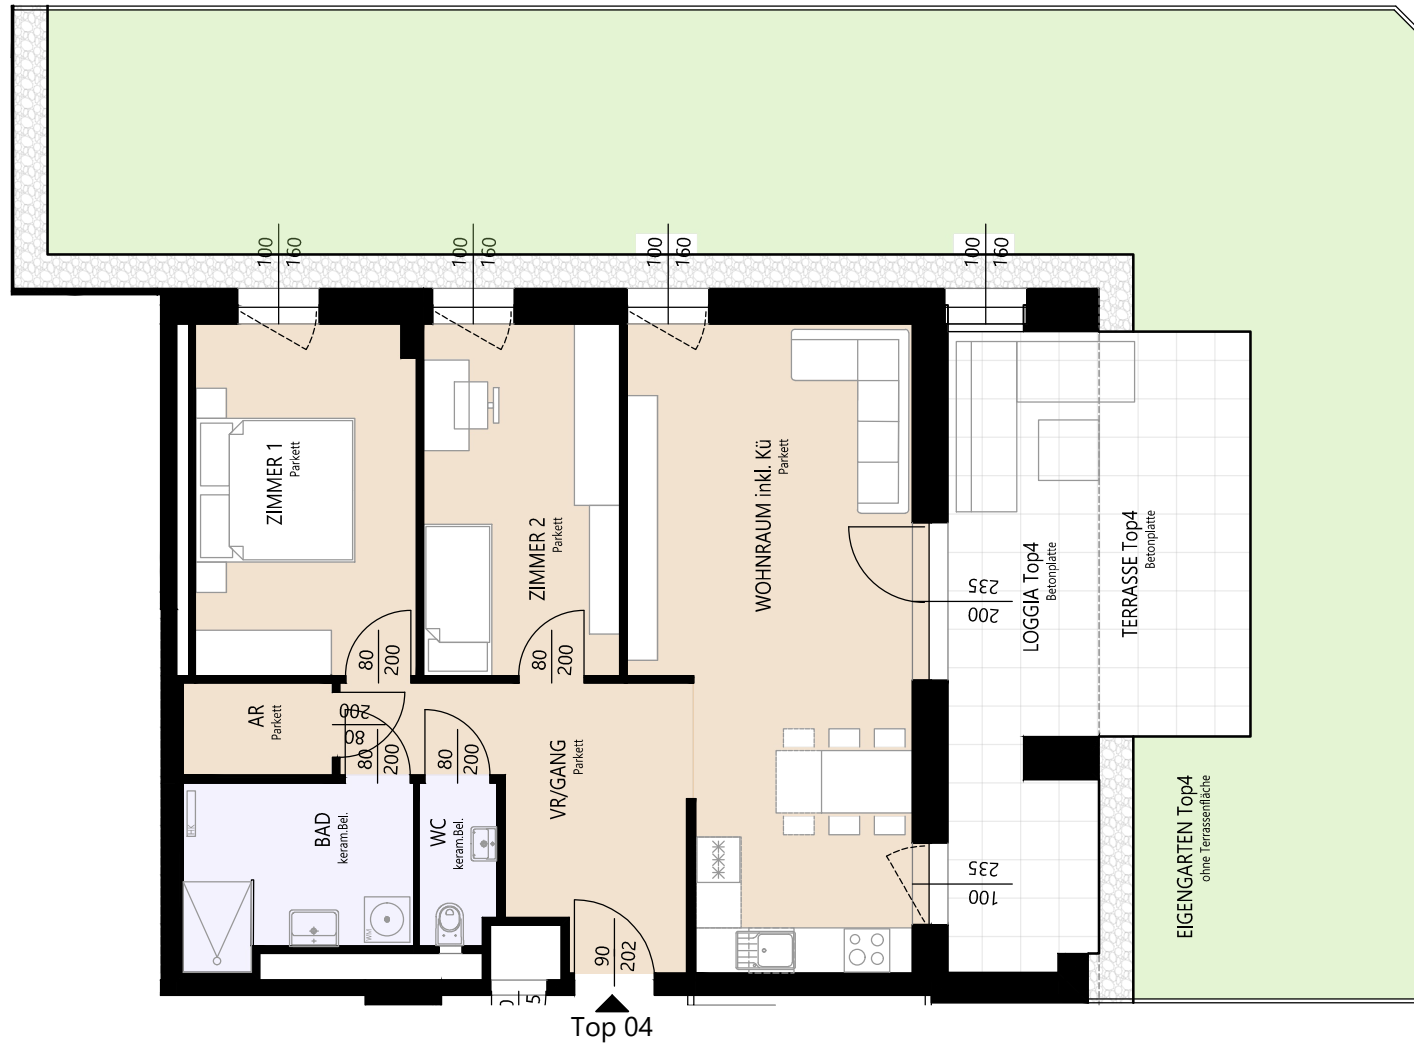 100
160
100
160
100
160
100
160
ZIMMER 1
Parkett
ZIMMER 2
Parkett
WOHNRAUM inkl. Kü
Parkett
LOGGIA Top4
Betonplatte
TERRASSE Top4
Betonplatte
235
200
80
200
80
200
AR
Parkett
80
200
80
200
80
200
VR/GANG
Parkett
BAD
keram.Bel.
WC
keram.Bel.
WM
235
100
EIGENGARTEN Top4
ohne Terrassenfläche
90
202
Top 04